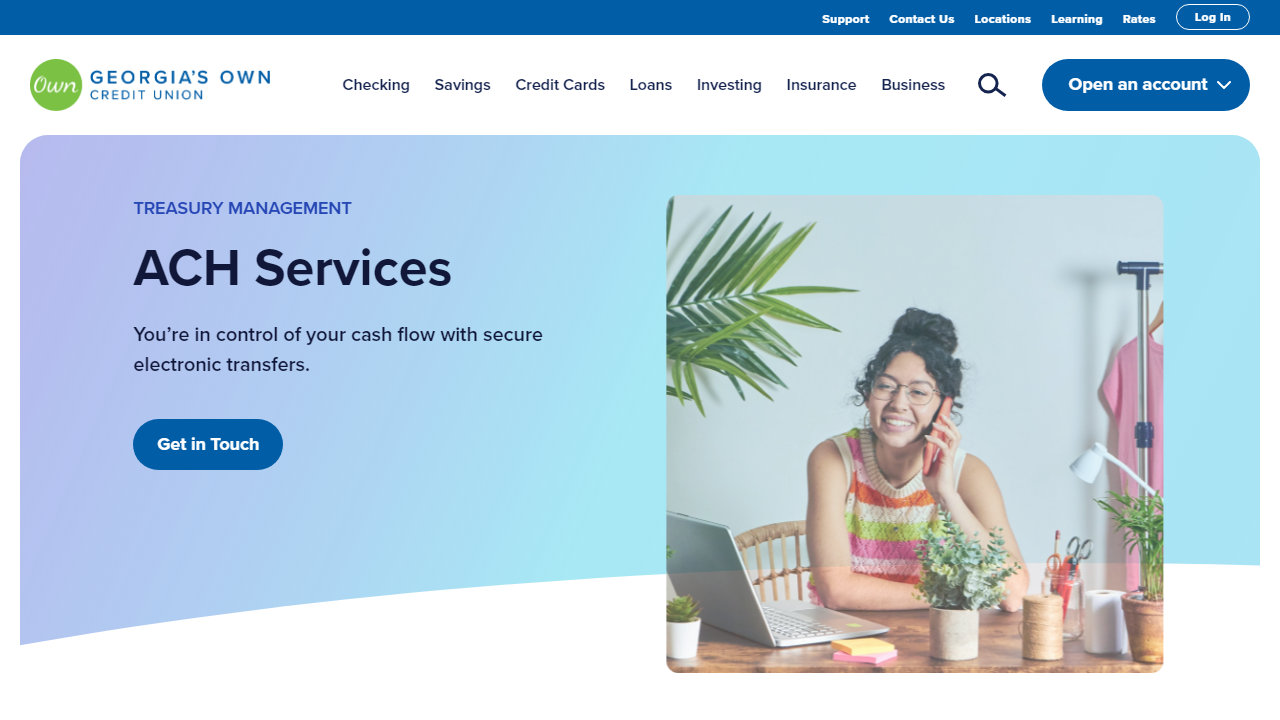 Support Contact Us Locations Learning Rates Log In
Own GEORGIA'S OWN
CREDIT UNION
Checking Savings Credit Cards Loans Investing Insurance Business Open an account
TREASURY MANAGEMENT
ACH Services
You’re in control of your cash flow with secure
electronic transfers.
Get in Touch